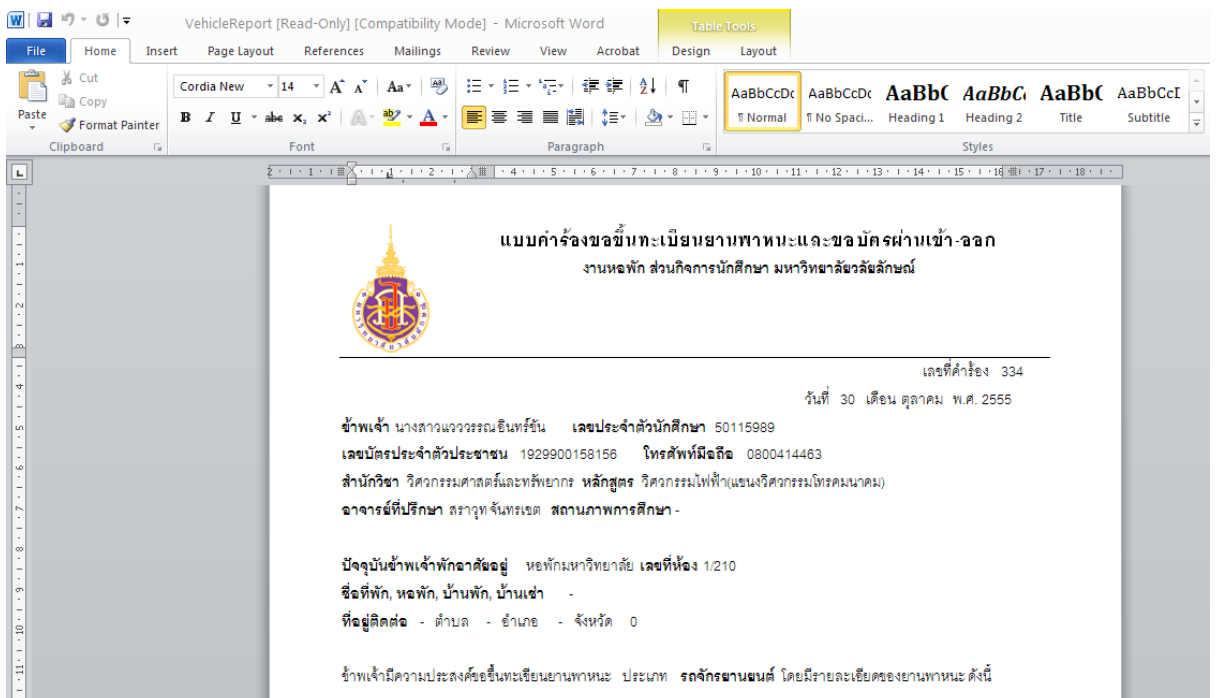 VehicleReport [Read-Only] [Compatibility Mode] - Microsoft Word
Table Tools
File Home Insert Page Layout References Mailings Review View Acrobat Design Layout
Paste
Cut
Copy
Format Painter
Clipboard
Cordia New 14
Font
Paragraph
AaBbCcDc AaBbCcDc AaBbC AaBbCc AaBbC AaBbCcI
¶ Normal ¶ No Spaci... Heading 1 Heading 2 Title Subtitle
Styles
2 1 1 2 4 5 6 7 8 9 10 11 12 13 14 15 16 17 18
แบบคำร้องขอขึ้นทะเบียนยานพาหนะและขอบัตรผ่านเข้า-ออก
งานหอพัก ส่วนกิจการนักศึกษา มหาวิทยาลัยวลัยลักษณ์
เลขที่คำร้อง 334
วันที่ 30 เดือน ตุลาคม พ.ศ. 2555
ข้าพเจ้า นางสาวแวววรรณอินทร์ชัน เลขประจำตัวนักศึกษา 50115989
เลขบัตรประจำตัวประชาชน 1929900158156 โทรศัพท์มือถือ 0800414463
สำนักวิชา วิศวกรรมศาสตร์และทรัพยากร หลักสูตร วิศวกรรมไฟฟ้า(แขนงวิศวกรรมโทรคมนาคม)
อาจารย์ที่ปรึกษา สราวุท จันทรเขต สถานภาพการศึกษา -
ปัจจุบันข้าพเจ้าพักอาศัยอยู่ หอพักมหาวิทยาลัย เลขที่ห้อง 1/210
ชื่อที่พัก, หอพัก, บ้านพัก, บ้านเช่า -
ที่อยู่ติดต่อ - ตำบล - อำเภอ - จังหวัด 0
ข้าพเจ้ามีความประสงค์ขอขึ้นทะเบียนยานพาหนะ ประเภท รถจักรยานยนต์ โดยมีรายละเอียดของยานพาหนะ ดังนี้